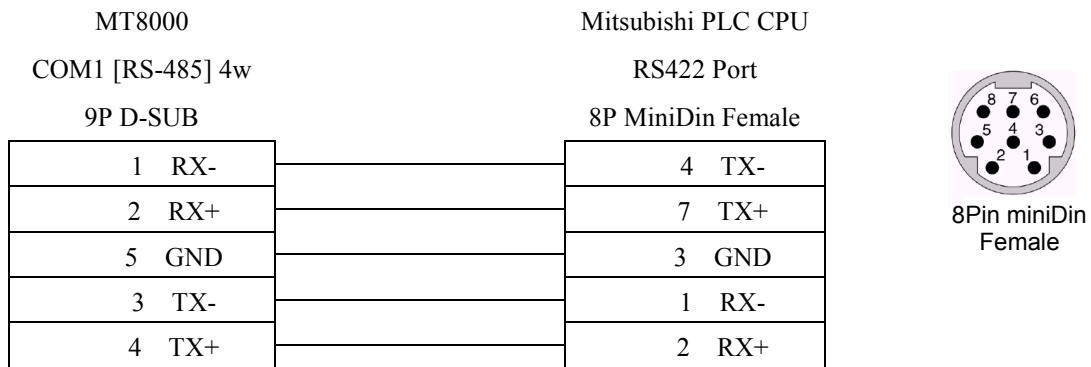 MT8000 Mitsubishi PLC CPU
COM1 [RS-485] 4w RS422 Port
9P D-SUB 8P MiniDin Female
1 RX- 4 TX-
2 RX+ 7 TX+
5 GND 3 GND
3 TX- 1 RX-
4 TX+ 2 RX+
8 7 6
5 4 3
2 1
8Pin miniDin
Female